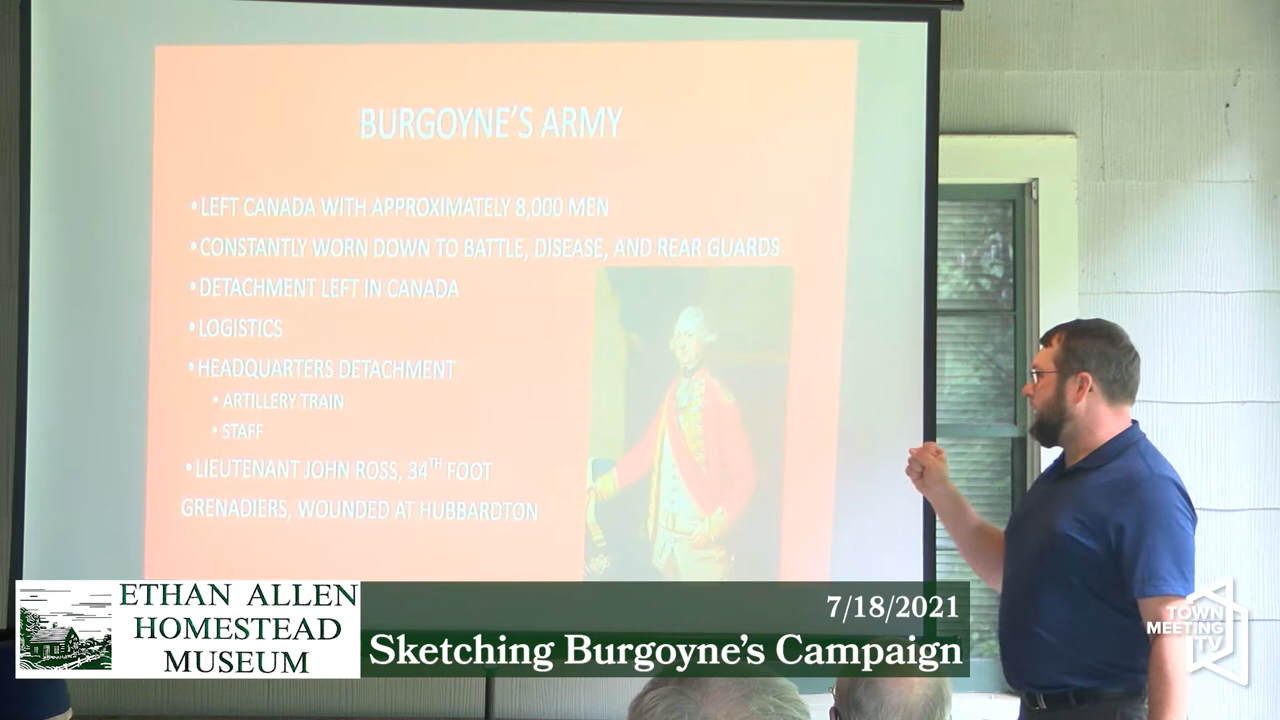 BURGOYNE'S ARMY
•LEFT CANADA WITH APPROXIMATELY 8,000 MEN
•CONSTANTLY WORN DOWN TO BATTLE, DISEASE, AND REAR GUARDS
•DETACHMENT LEFT IN CANADA
•LOGISTICS
•HEADQUARTERS DETACHMENT
•ARTILLERY TRAIN
•STAFF
•LIEUTENANT JOHN ROSS, 34TH FOOT
GRENADIERS, WOUNDED AT HUBBARDTON
ETHAN ALLEN
HOMESTEAD
MUSEUM
7/18/2021
Sketching Burgoyne's Campaign
TOWN
MEETING
TV